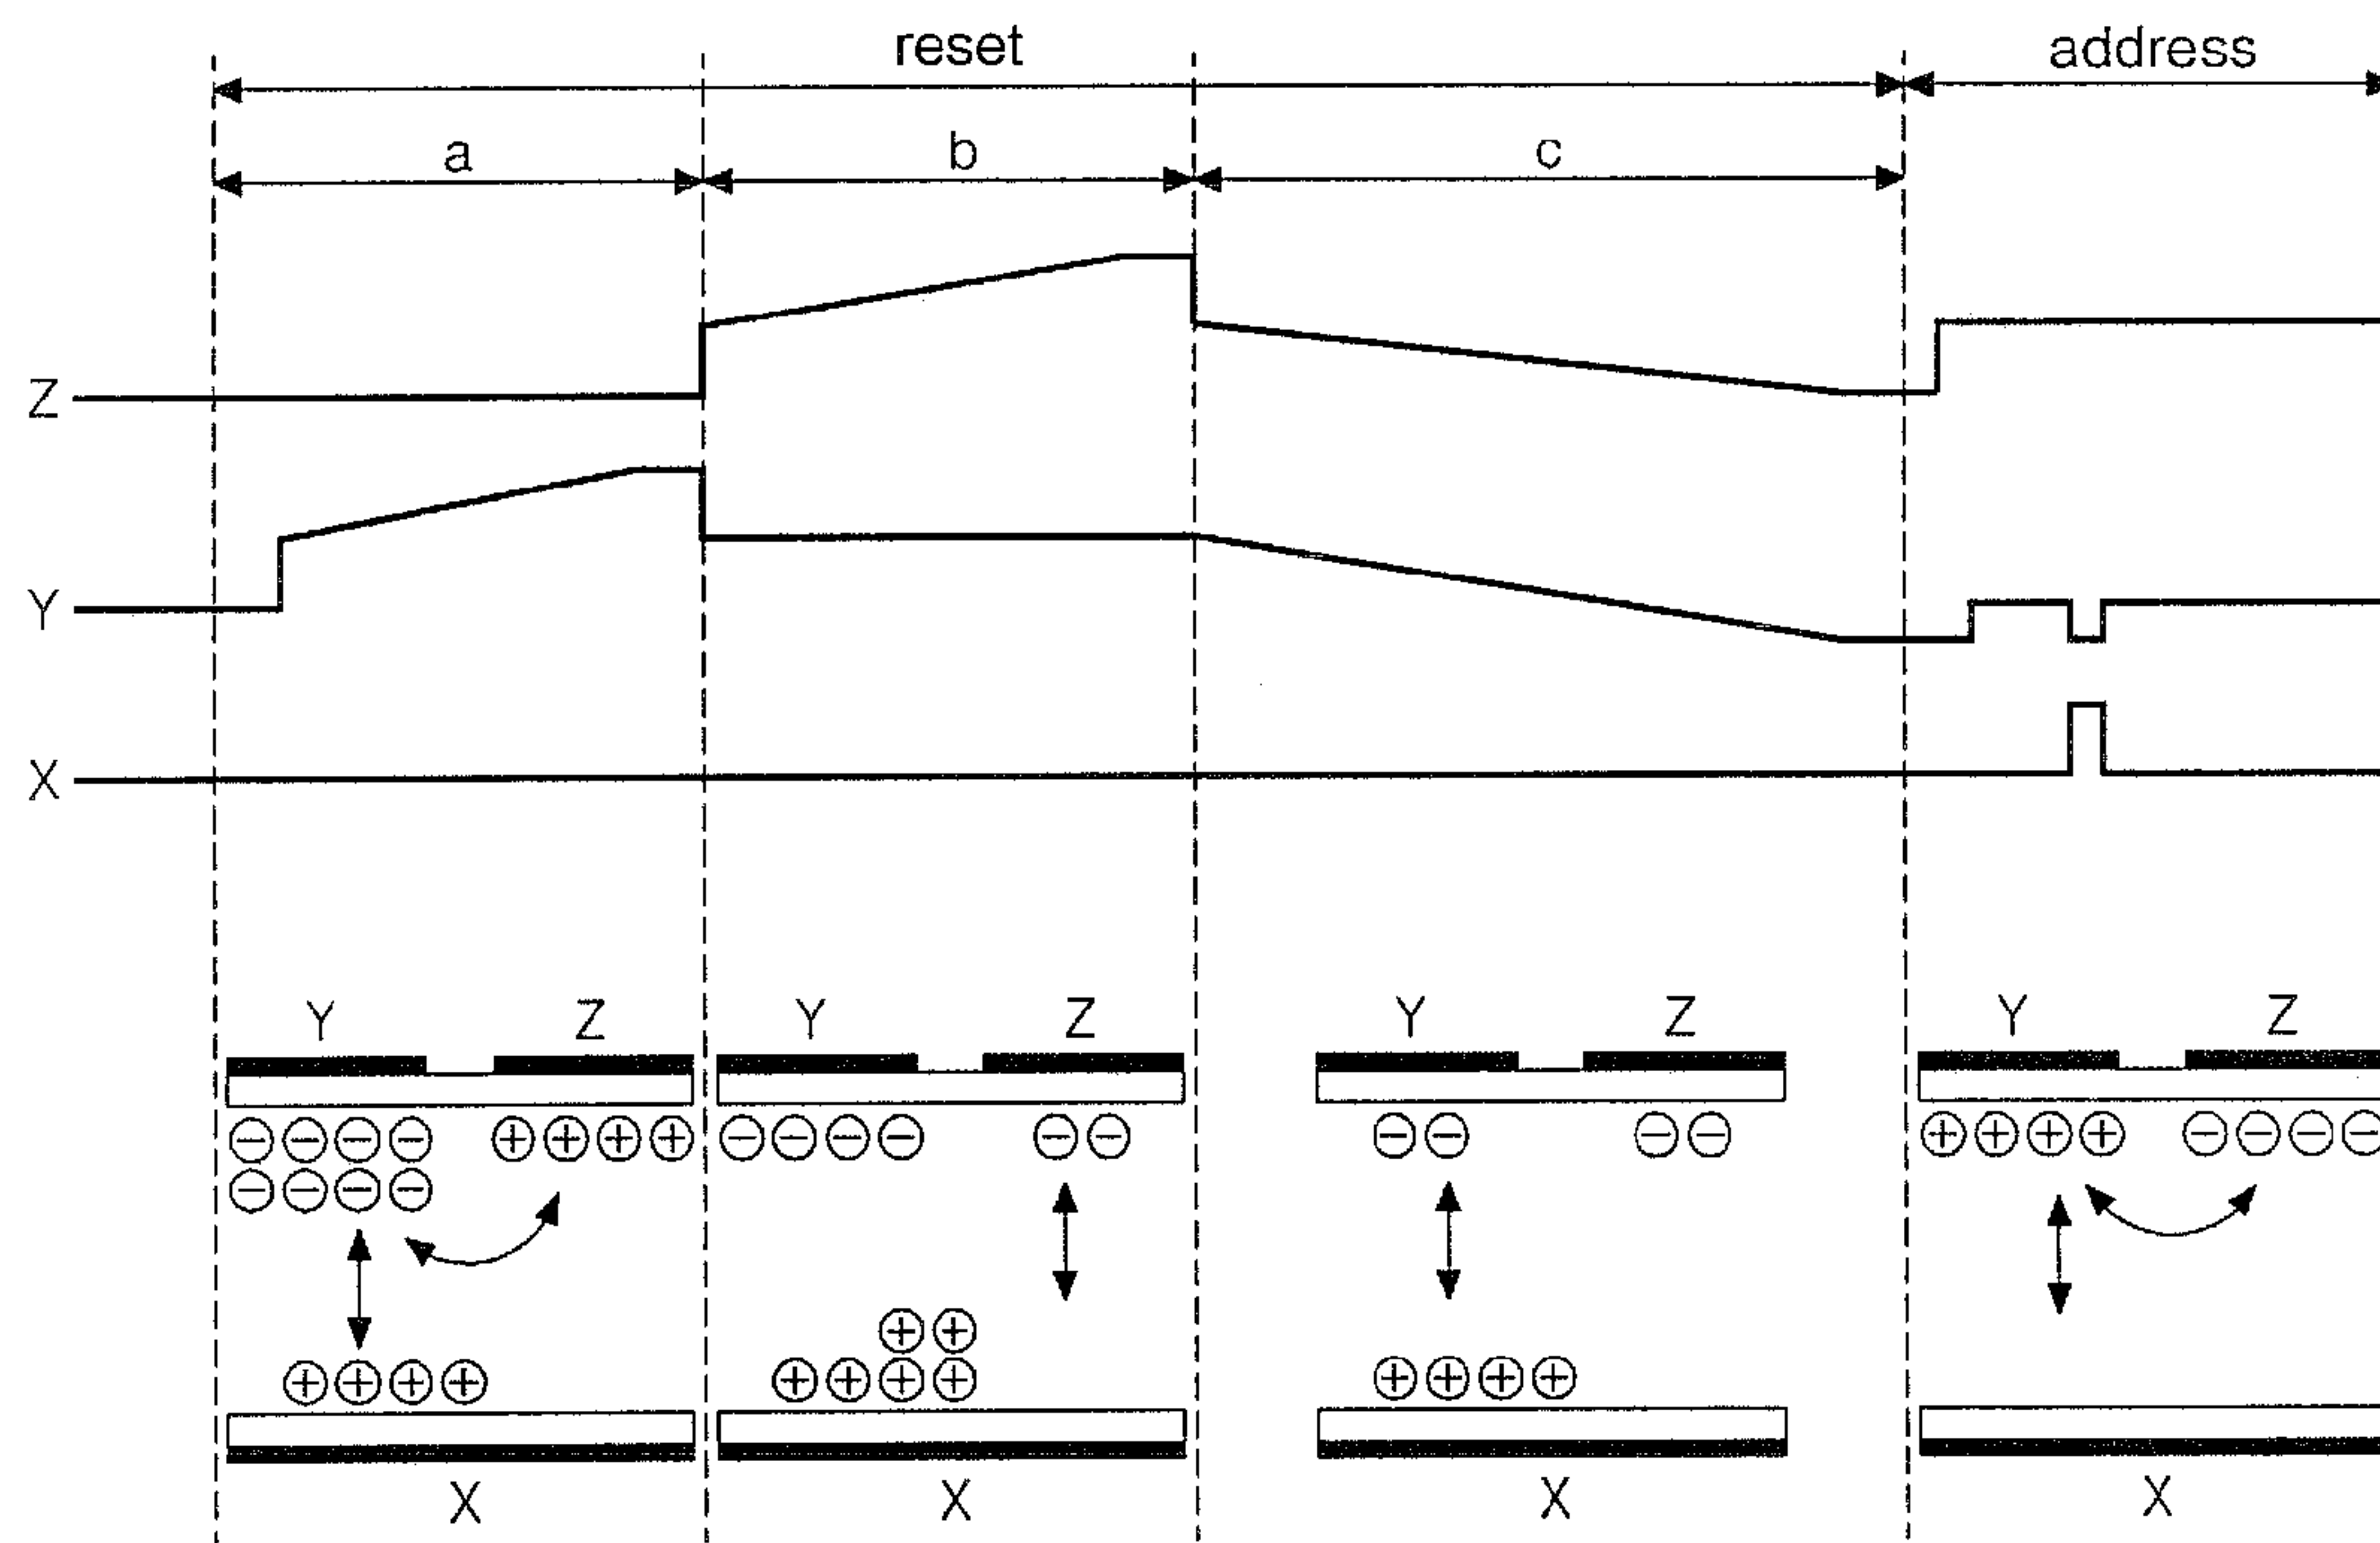 reset address
a b c
Z
Y
X
Y Z Y Z Y Z Y Z
− − − − + + + + − − − − − − − − − − + + + + − − − −
− − − −
+ +
+ + + + + + + + + + + +
X X X X